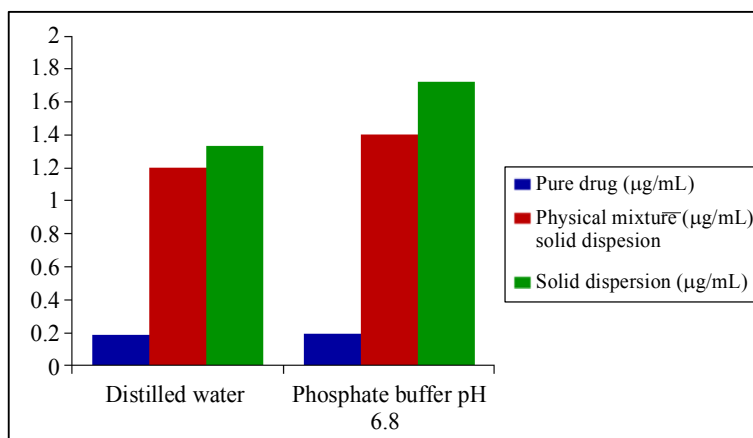 2
1.8
1.6
1.4
1.2
1
0.8
0.6
0.4
0.2
0
Distilled water
Phosphate buffer pH
6.8
Pure drug (µg/mL)
Physical mixture (µg/mL)
solid dispesion
Solid dispersion (µg/mL)